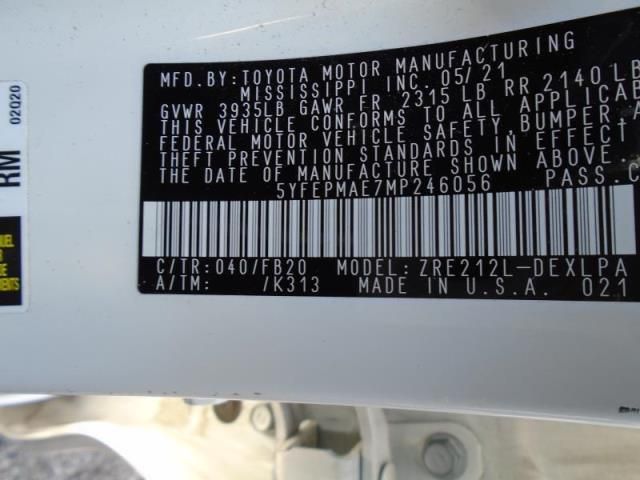 MFD. BY: TOYOTA MOTOR MANUFACTURING
MISSISSIPPI INC. 05/21
GVWR 3935LB GAWR FR 2315 LB RR 2140 LB
THIS VEHICLE CONFORMS TO ALL APPLICAB
FEDERAL MOTOR VEHICLE SAFETY, BUMPER, A
THEFT PREVENTION STANDARDS IN EFFECT
THE DATE OF MANUFACTURE SHOWN ABOVE.
5YFEPMAE7MP246056 PASS C
C/TR: 040/FB20 MODEL: ZRE212L-DEXLPA
A/TM: /K313 MADE IN U.S.A. 021
RM
02020